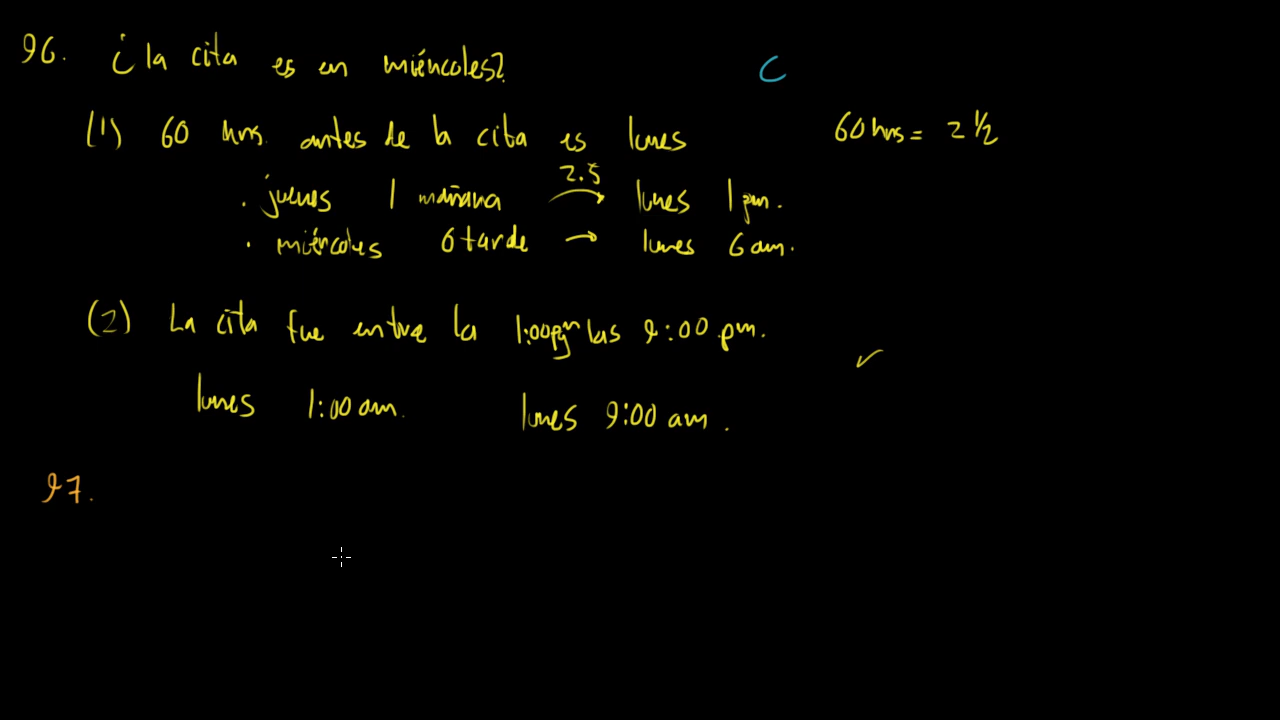 96. ¿la cita es en miércoles? C
(1) 60 hrs. antes de la cita es lunes 60 hrs = 2 1/2
. jueves 1 mañana 2.5 → lunes 1 pm.
. miércoles 6 tarde → lunes 6 am.
(2) La cita fue entre la 1:00pm y las 9:00 pm. ✓
lunes 1:00 am. lunes 9:00 am.
97.